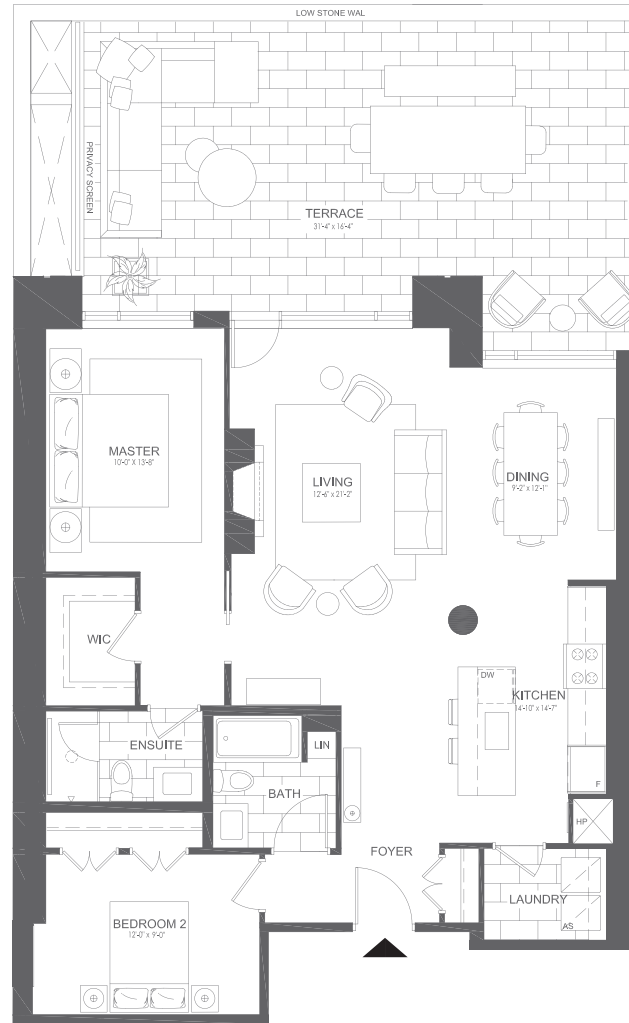 LOW STONE WAL
PRIVACY SCREEN
TERRACE
31'-4" x 16'-4"
MASTER
10'-0" X 13'-8"
LIVING
12'-6" x 21'-2"
DINING
9'-2" x 12'-1"
WIC
DW
KITCHEN
14'-10" x 14'-7"
ENSUITE
LIN
F
BATH
HP
FOYER
LAUNDRY
AS
BEDROOM 2
12'-0" x 9'-0"